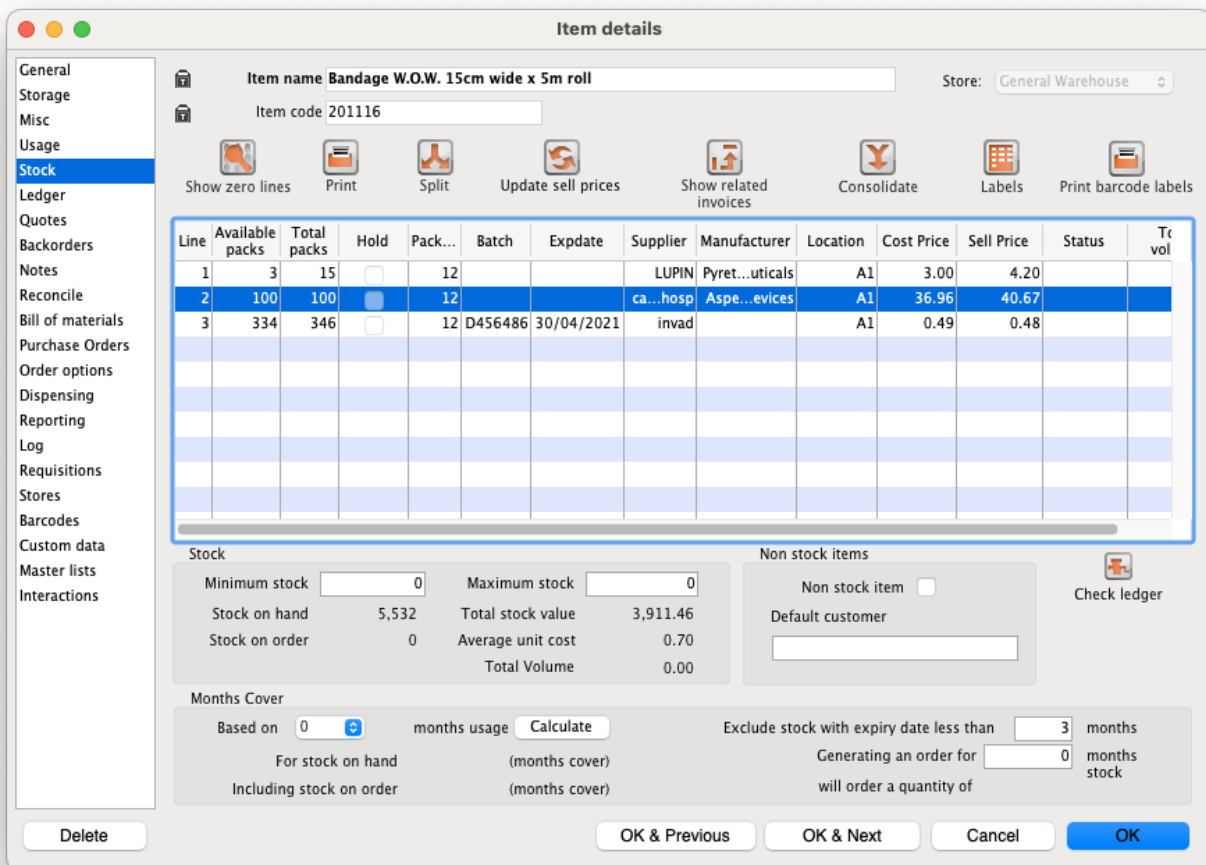 Item details
General
Storage
Misc
Usage
Stock
Ledger
Quotes
Backorders
Notes
Reconcile
Bill of materials
Purchase Orders
Order options
Dispensing
Reporting
Log
Requisitions
Stores
Barcodes
Custom data
Master lists
Interactions
Item name Bandage W.O.W. 15cm wide x 5m roll
Store: General Warehouse
Item code 201116
Show zero lines
Print
Split
Update sell prices
Show related invoices
Consolidate
Labels
Print barcode labels
Line Available packs Total packs Hold Pack... Batch Expdate Supplier Manufacturer Location Cost Price Sell Price Status To vol
1 3 15 12 LUPIN Pyret...uticals A1 3.00 4.20
2 100 100 12 ca...hosp Aspe...evices A1 36.96 40.67
3 334 346 12 D456486 30/04/2021 invad A1 0.49 0.48
Stock
Minimum stock 0 Maximum stock 0
Stock on hand 5,532 Total stock value 3,911.46
Stock on order 0 Average unit cost 0.70
Total Volume 0.00
Non stock items
Non stock item
Default customer
Check ledger
Months Cover
Based on 0 months usage Calculate
For stock on hand (months cover)
Including stock on order (months cover)
Exclude stock with expiry date less than 3 months
Generating an order for 0 months stock
will order a quantity of
Delete
OK & Previous
OK & Next
Cancel
OK